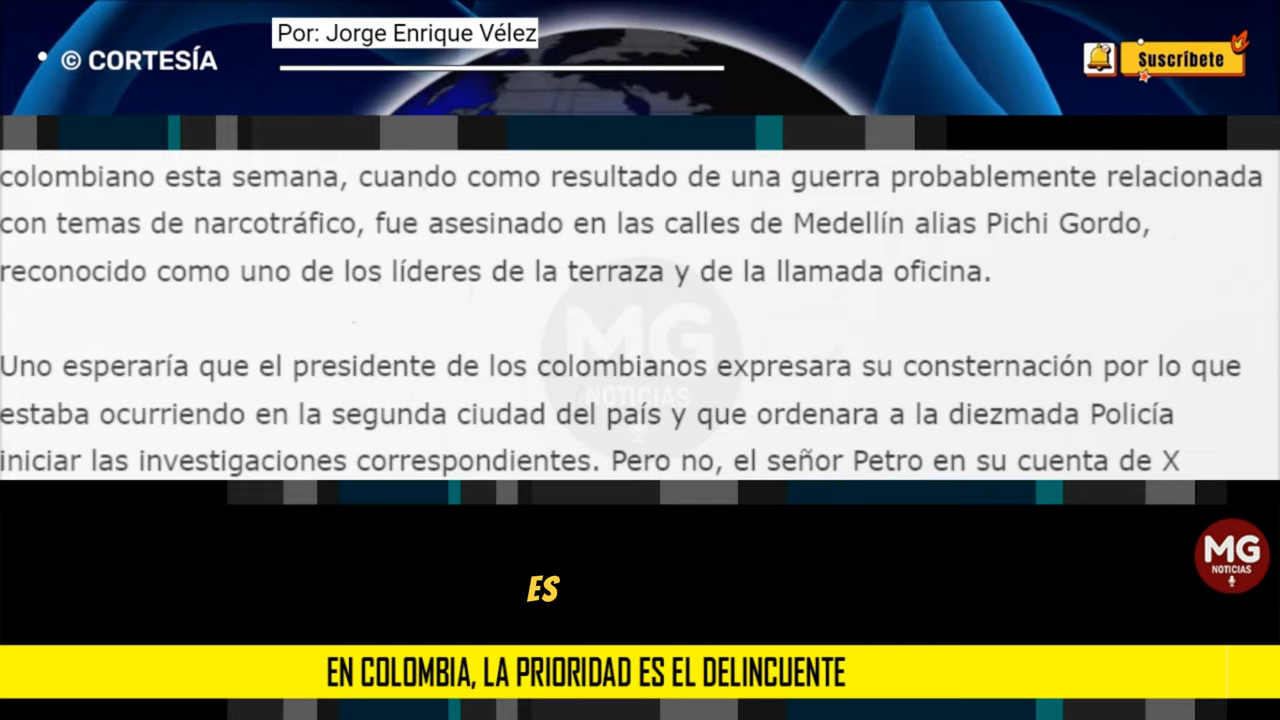 Por: Jorge Enrique Vélez
© CORTESÍA
Suscríbete
colombiano esta semana, cuando como resultado de una guerra probablemente relacionada
con temas de narcotráfico, fue asesinado en las calles de Medellín alias Pichi Gordo,
reconocido como uno de los líderes de la terraza y de la llamada oficina.
Uno esperaría que el presidente de los colombianos expresara su consternación por lo que
estaba ocurriendo en la segunda ciudad del país y que ordenara a la diezmada Policía
iniciar las investigaciones correspondientes. Pero no, el señor Petro en su cuenta de X
MG
NOTICIAS
MG
NOTICIAS
ES
EN COLOMBIA, LA PRIORIDAD ES EL DELINCUENTE